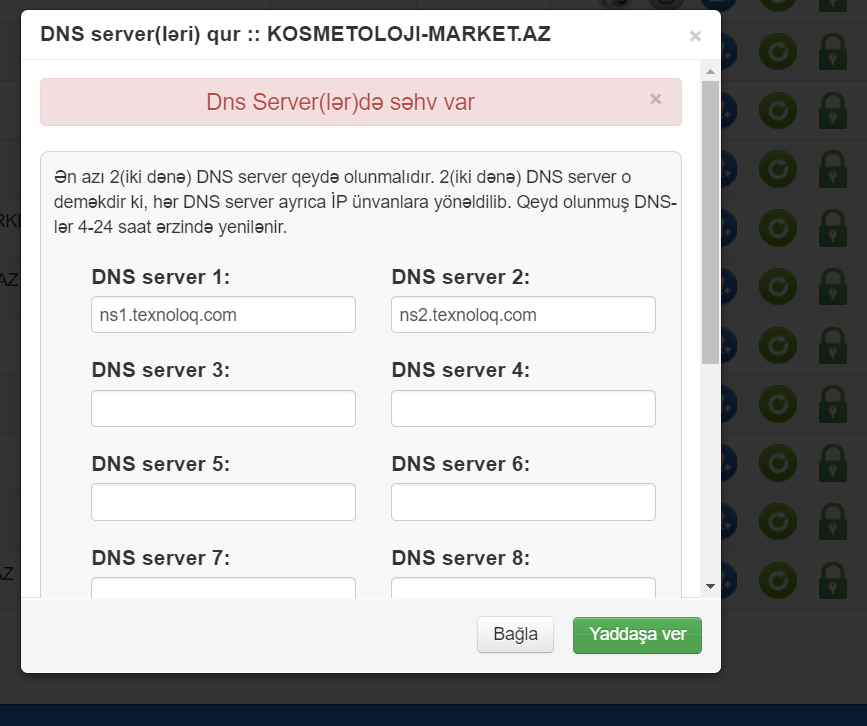 DNS server(ləri) qur :: KOSMETOLOJI-MARKET.AZ
×
Dns Server(lər)də səhv var
×
Ən azı 2(iki dənə) DNS server qeydə olunmalıdır. 2(iki dənə) DNS server o
deməkdir ki, hər DNS server ayrıca İP ünvanlara yönəldilib. Qeyd olunmuş DNS-
lər 4-24 saat ərzində yenilənir.
DNS server 1:
DNS server 2:
ns1.texnoloq.com
ns2.texnoloq.com
DNS server 3:
DNS server 4:
DNS server 5:
DNS server 6:
DNS server 7:
DNS server 8:
Bağla
Yaddaşa ver